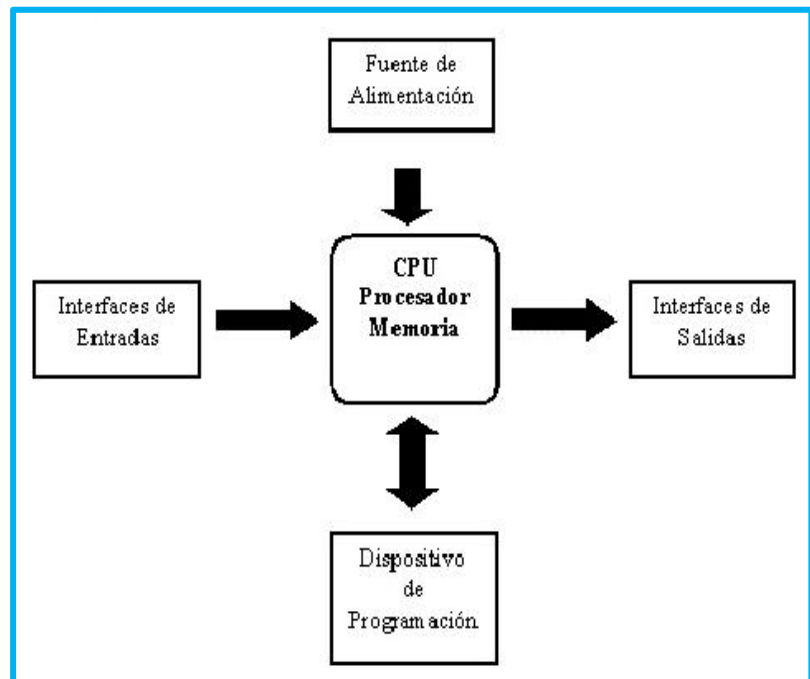 Fuente de
Alimentación
CPU
Procesador
Memoria
Interfaces de
Entradas
Interfaces de
Salidas
Dispositivo
de
Programación